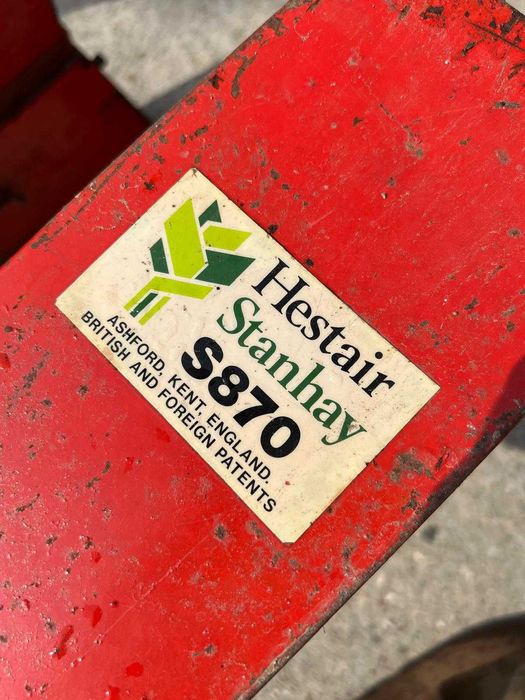 Hestair
Stanhay
S870
ASHFORD, KENT, ENGLAND.
BRITISH AND FOREIGN PATENTS